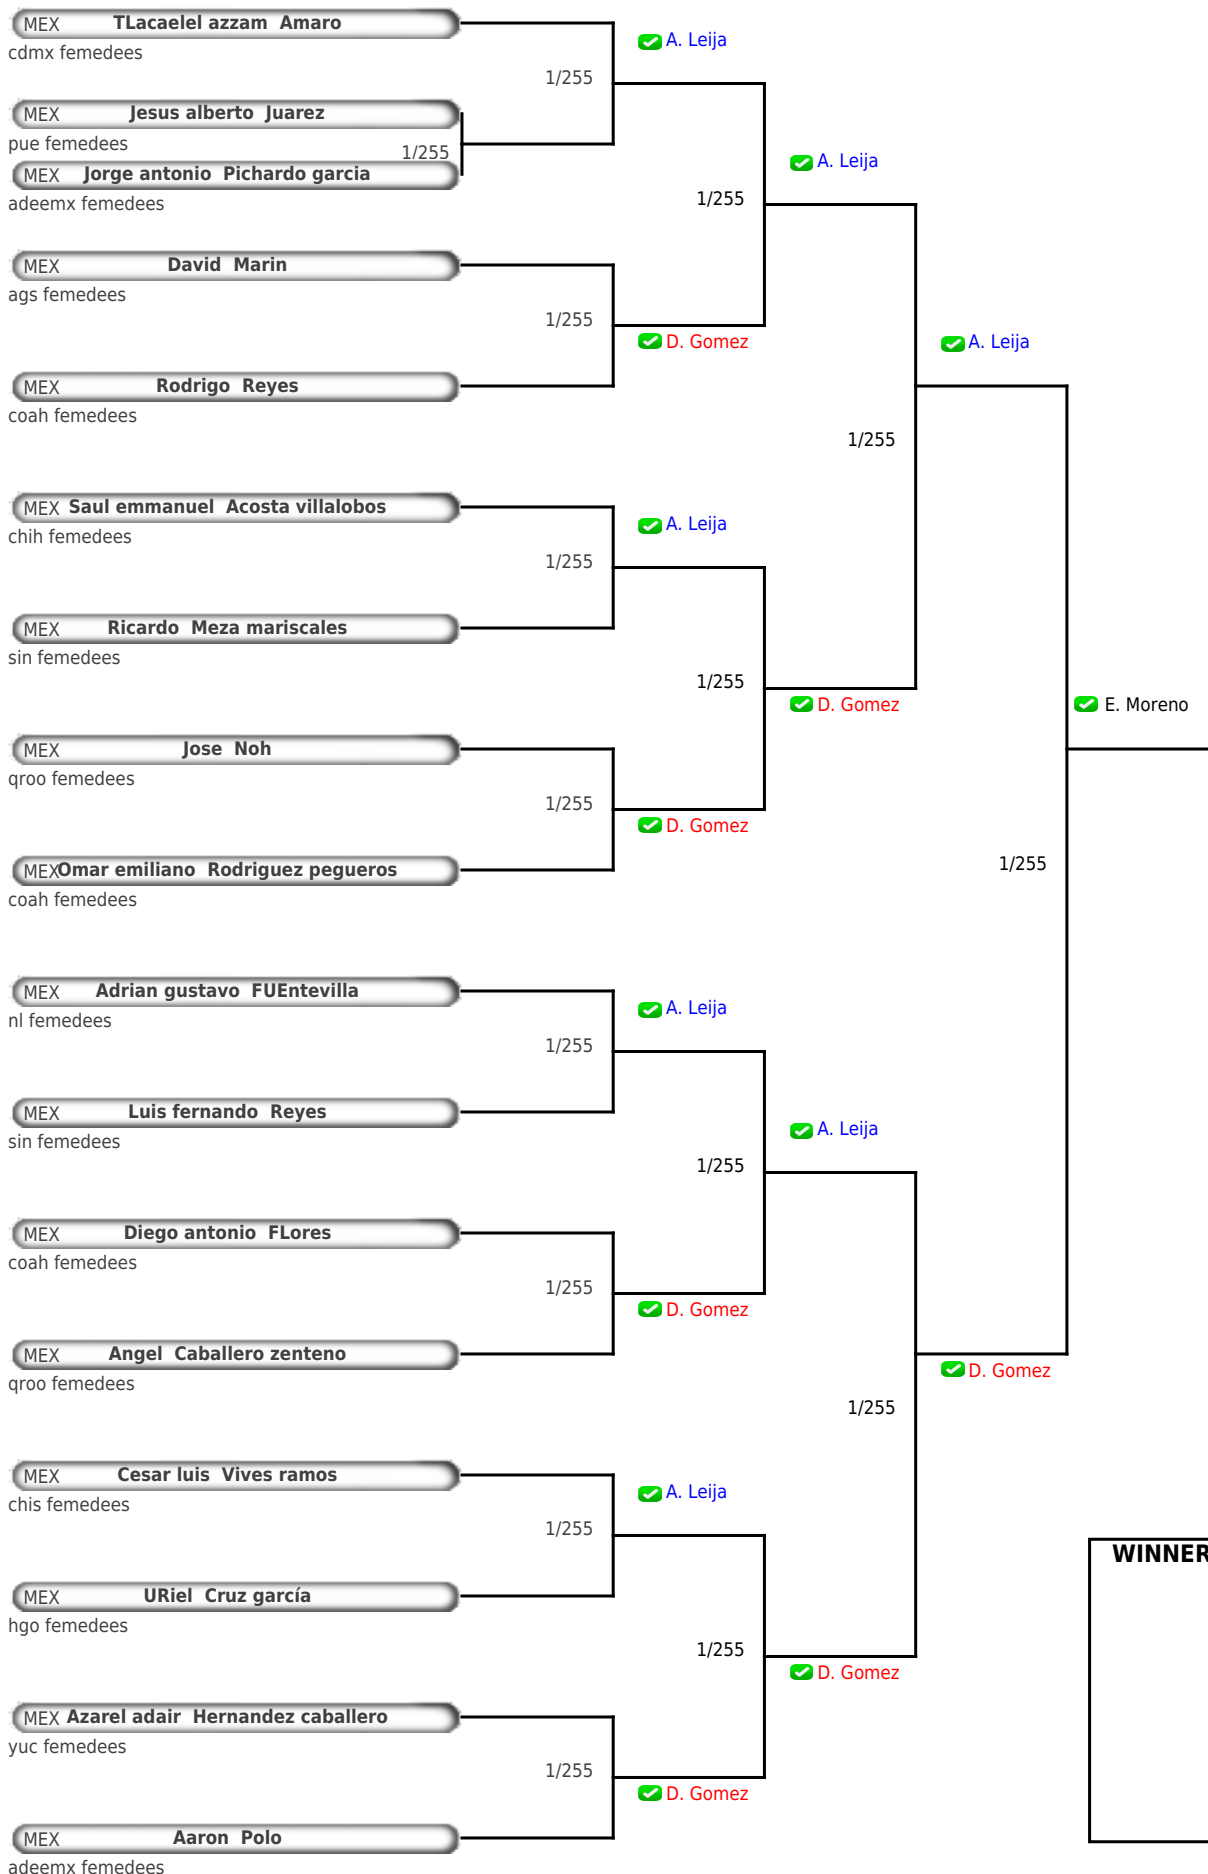 MEX TLacaelel azzam Amaro
cdmx femedees
A. Leija
1/255
MEX Jesus alberto Juarez
pue femedees
1/255
MEX Jorge antonio Pichardo garcia
adeemx femedees
A. Leija
1/255
MEX David Marin
ags femedees
1/255
D. Gomez
A. Leija
MEX Rodrigo Reyes
coah femedees
1/255
MEX Saul emmanuel Acosta villalobos
chih femedees
A. Leija
1/255
MEX Ricardo Meza mariscales
sin femedees
1/255
D. Gomez
E. Moreno
MEX Jose Noh
qroo femedees
1/255
D. Gomez
MEX Omar emiliano Rodriguez pegueros
coah femedees
1/255
MEX Adrian gustavo FUEntevilla
nl femedees
A. Leija
1/255
MEX Luis fernando Reyes
sin femedees
A. Leija
1/255
MEX Diego antonio FLores
coah femedees
1/255
D. Gomez
MEX Angel Caballero zenteno
qroo femedees
D. Gomez
1/255
MEX Cesar luis Vives ramos
chis femedees
A. Leija
1/255
WINNER
MEX URiel Cruz garcía
hgo femedees
1/255
D. Gomez
MEX Azarel adair Hernandez caballero
yuc femedees
1/255
D. Gomez
MEX Aaron Polo
adeemx femedees